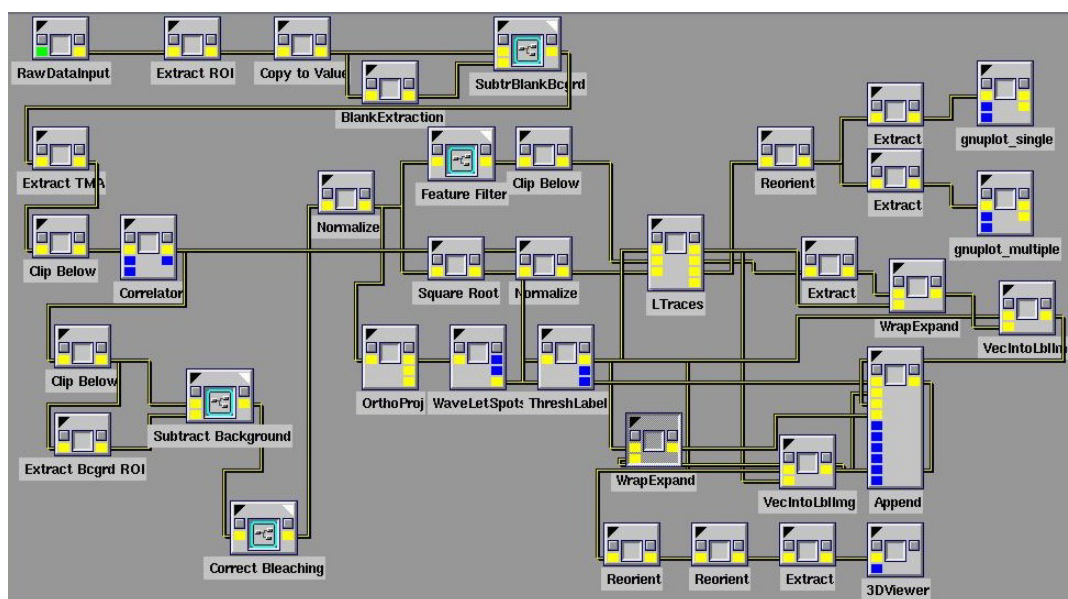 RawDataInput
Extract ROI
Copy to Value
SubtrBlankBcgrd
BlankExtraction
Extract
gnuplot_single
Extract TMA
Feature Filter
Clip Below
Reorient
Extract
Normalize
gnuplot_multiple
Clip Below
Correlator
Square Root
Normalize
LTraces
Extract
WrapExpand
VecIntoLblImg
Clip Below
OrthoProj
WaveLetSpots
ThreshLabel
Subtract Background
Extract Bcgrd ROI
WrapExpand
VecIntoLblImg
Append
Correct Bleaching
Reorient
Reorient
Extract
3DViewer